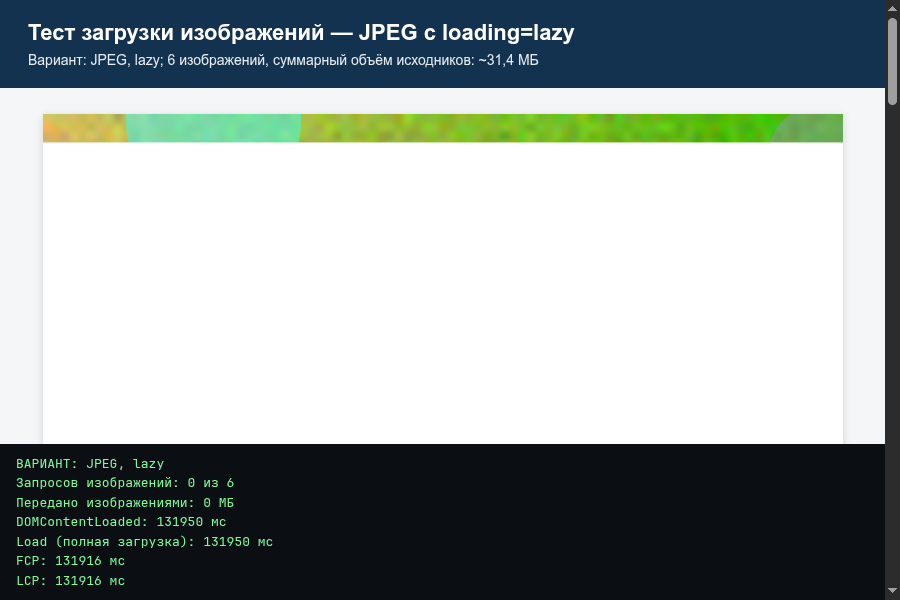 Тест загрузки изображений — JPEG с loading=lazy
Вариант: JPEG, lazy; 6 изображений, суммарный объём исходников: ~31,4 МБ
ВАРИАНТ: JPEG, lazy
Запросов изображений: 0 из 6
Передано изображениями: 0 МБ
DOMContentLoaded: 131950 мс
Load (полная загрузка): 131950 мс
FCP: 131916 мс
LCP: 131916 мс